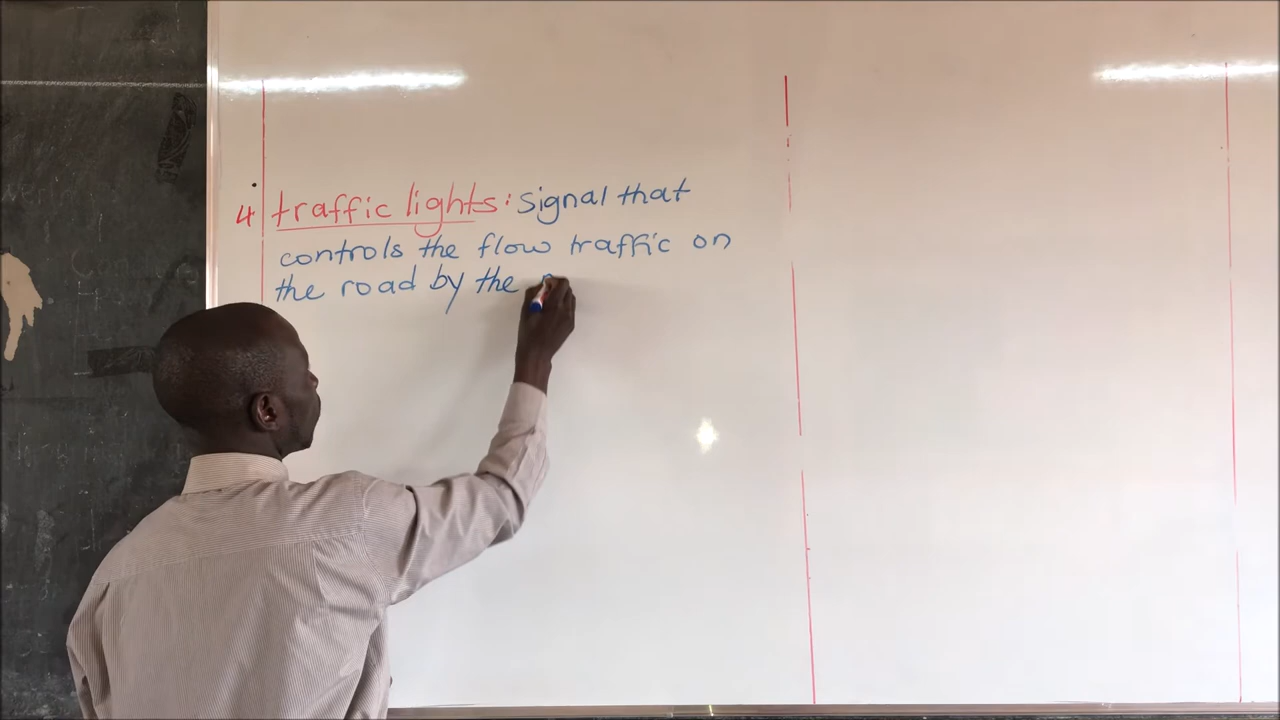 4 traffic lights: signal that
controls the flow traffic on
the road by the